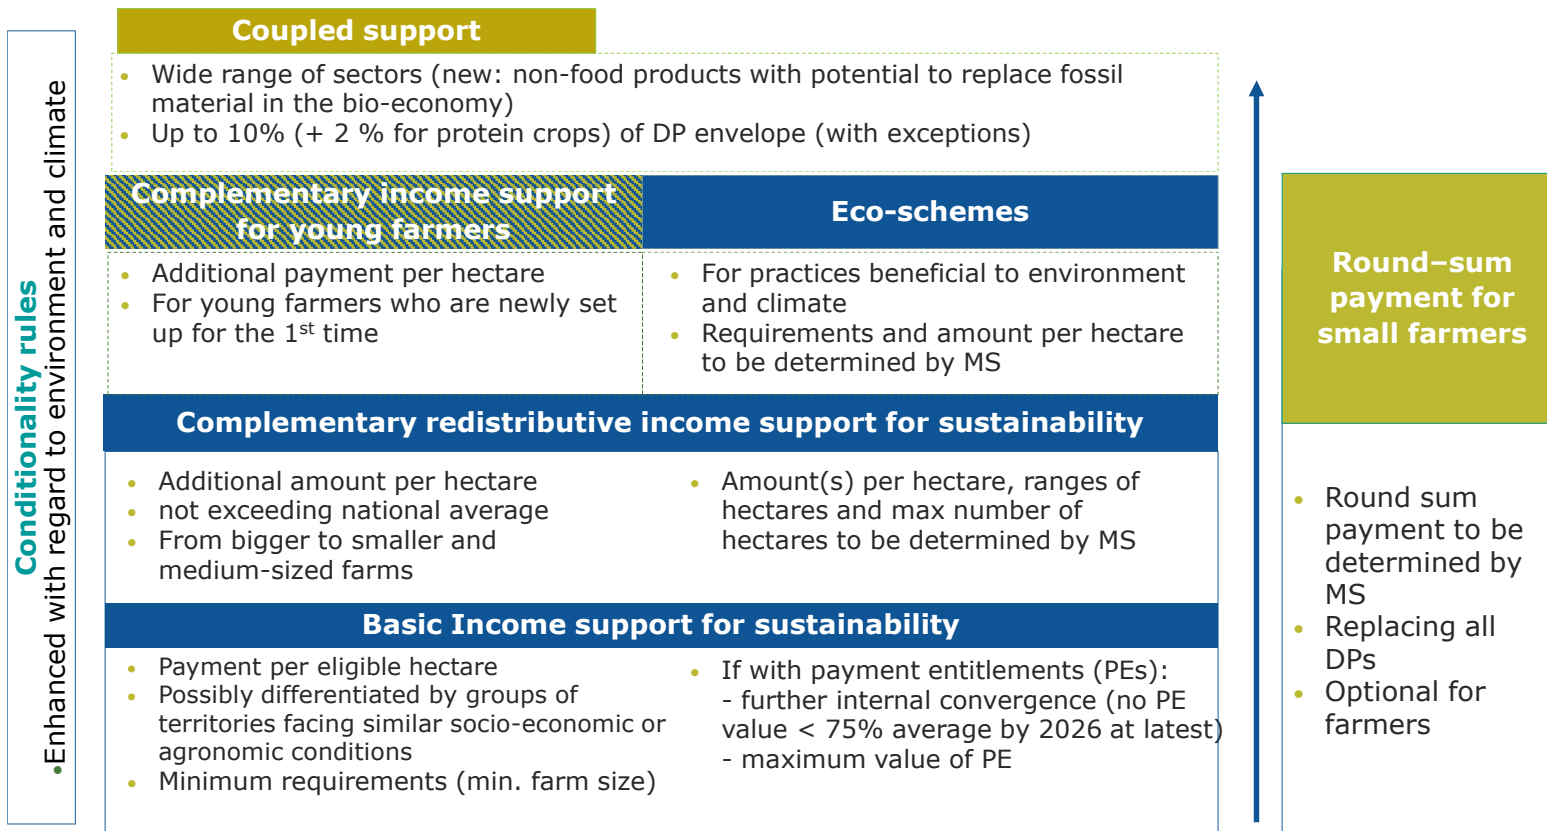 Conditionality rules
•Enhanced with regard to environment and climate
Coupled support
• Wide range of sectors (new: non-food products with potential to replace fossil
material in the bio-economy)
• Up to 10% (+ 2 % for protein crops) of DP envelope (with exceptions)
Complementary income support
for young farmers
• Additional payment per hectare
• For young farmers who are newly set
up for the 1st time
Eco-schemes
• For practices beneficial to environment
and climate
• Requirements and amount per hectare
to be determined by MS
Complementary redistributive income support for sustainability
• Additional amount per hectare
• not exceeding national average
• From bigger to smaller and
medium-sized farms
• Amount(s) per hectare, ranges of
hectares and max number of
hectares to be determined by MS
Basic Income support for sustainability
• Payment per eligible hectare
• Possibly differentiated by groups of
territories facing similar socio-economic or
agronomic conditions
• Minimum requirements (min. farm size)
• If with payment entitlements (PEs):
- further internal convergence (no PE
value < 75% average by 2026 at latest)
- maximum value of PE
Round–sum
payment for
small farmers
• Round sum
payment to be
determined by
MS
• Replacing all
DPs
• Optional for
farmers